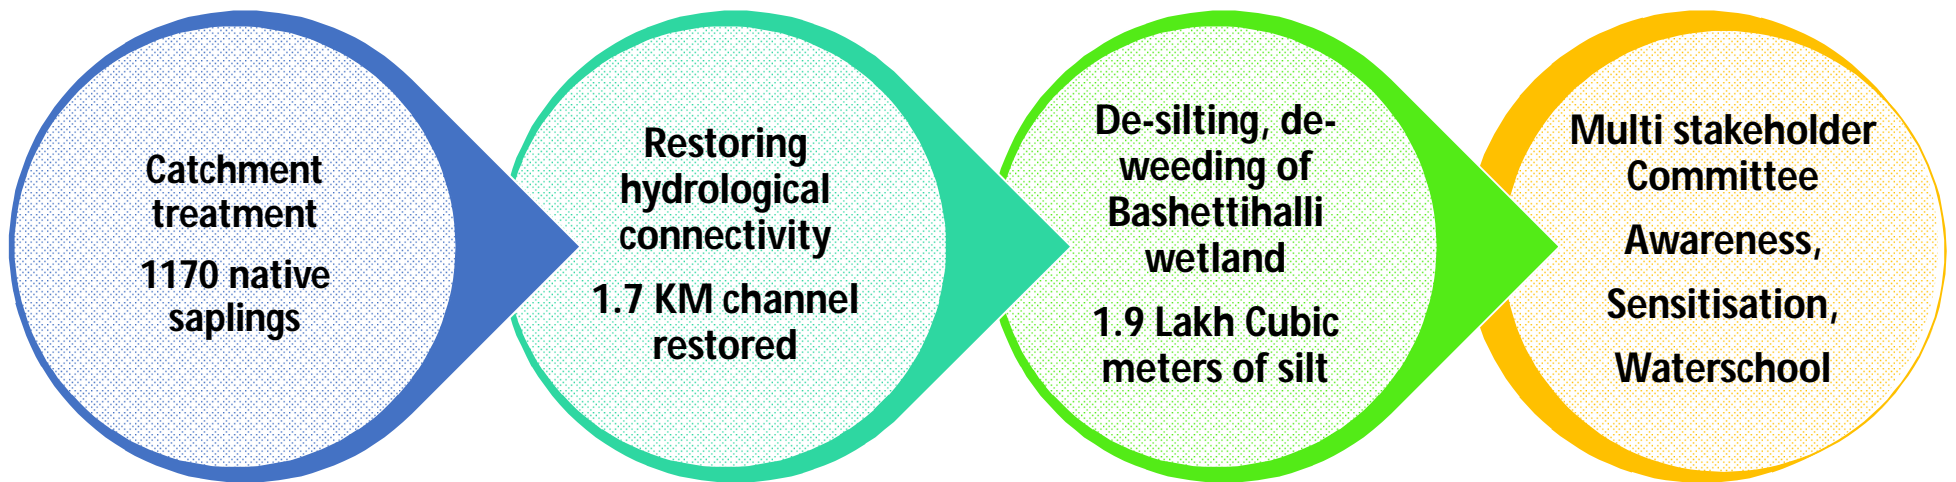 Catchment
treatment
1170 native
saplings
Restoring
hydrological
connectivity
1.7 KM channel
restored
De-silting, de-
weeding of
Bashettihalli
wetland
1.9 Lakh Cubic
meters of silt
Multi stakeholder
Committee
Awareness,
Sensitisation,
Waterschool